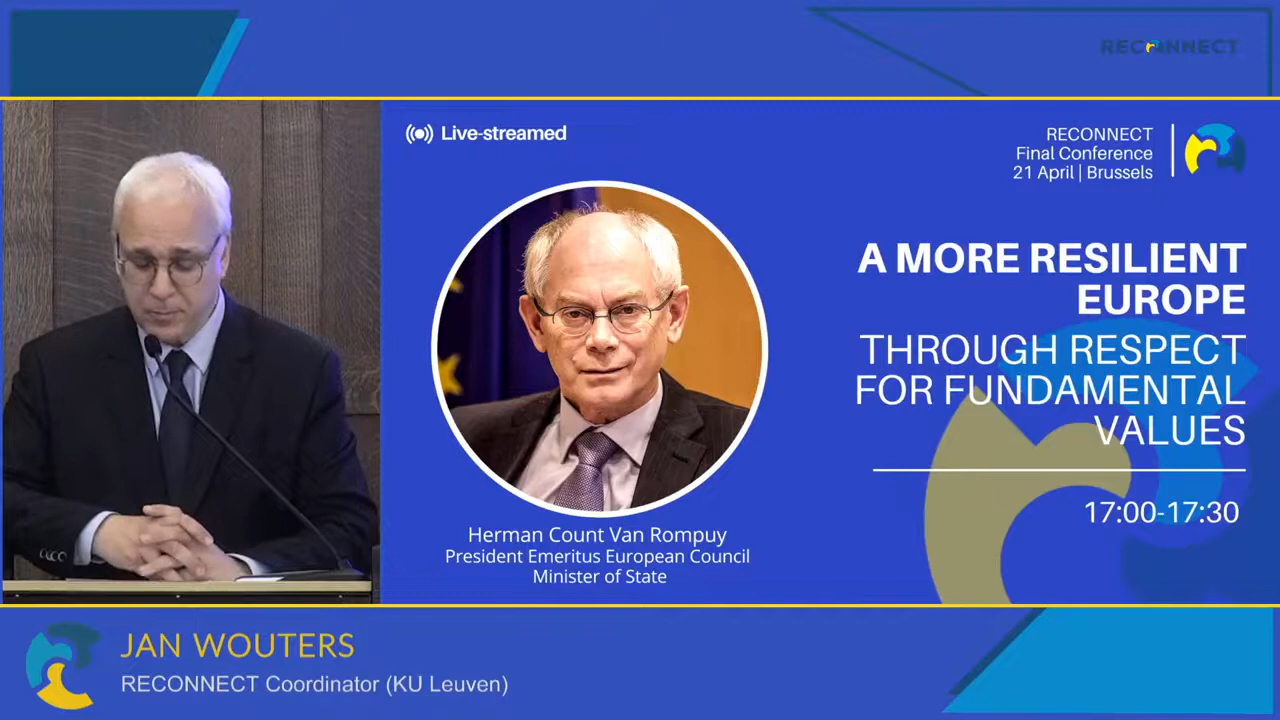 RECONNECT
Live-streamed
RECONNECT
Final Conference
21 April | Brussels
A MORE RESILIENT
EUROPE
THROUGH RESPECT
FOR FUNDAMENTAL
VALUES
17:00-17:30
Herman Count Van Rompuy
President Emeritus European Council
Minister of State
JAN WOUTERS
RECONNECT Coordinator (KU Leuven)